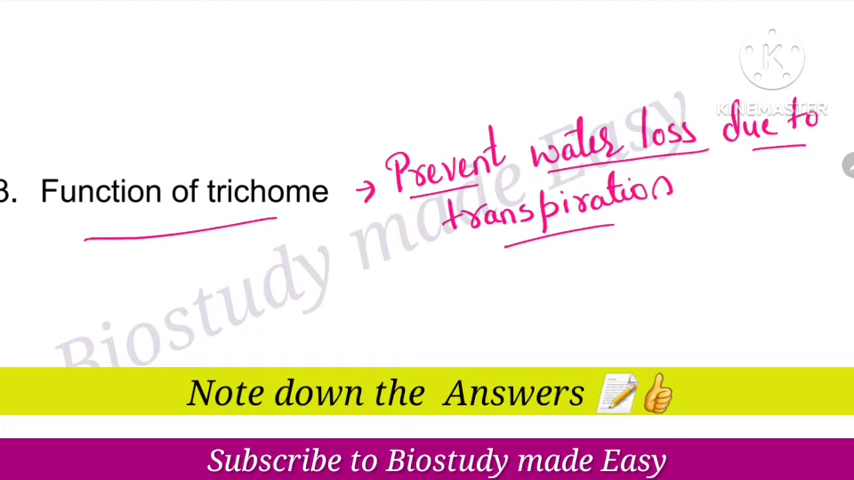 KINEMASTER
3. Function of trichome → Prevent water loss due to
transpiration
Biostudy made Easy
Note down the Answers 📝👍
Subscribe to Biostudy made Easy